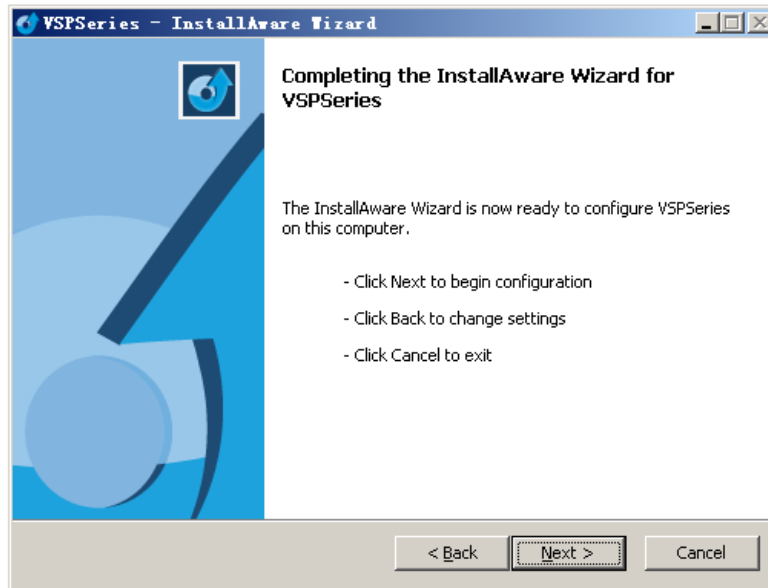 VSPSeries - InstallAware Wizard
Completing the InstallAware Wizard for
VSPSeries
The InstallAware Wizard is now ready to configure VSPSeries
on this computer.
- Click Next to begin configuration
- Click Back to change settings
- Click Cancel to exit
< Back
Next >
Cancel